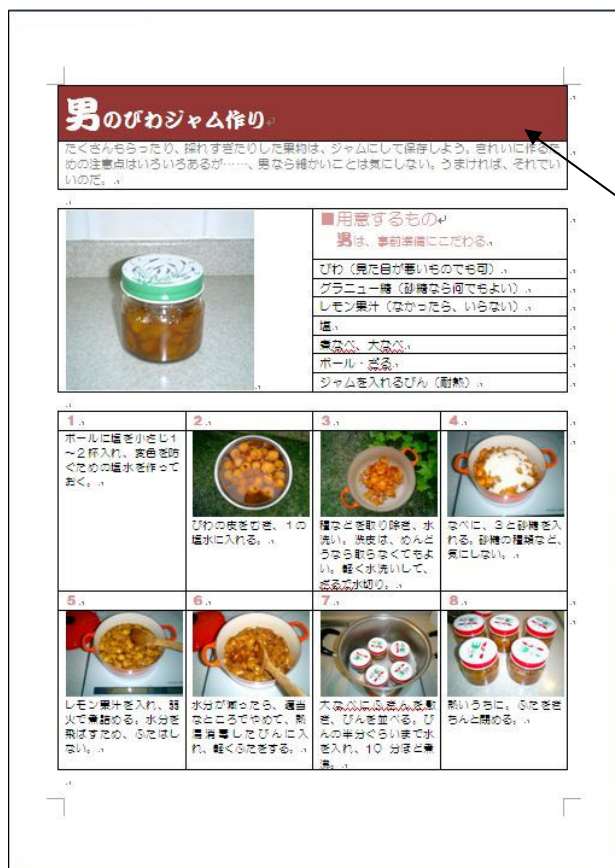 男のびわジャム作り
たくさんもらったり、採れすぎたりした果物は、ジャムにして保存しよう。きれいに作るた
めの注意点はいろいろあるが……、男なら細かいことは気にしない。うまければ、それでい
いのだ。
■用意するもの
男は、事前準備にこだわる。
びわ（見た目が悪いものでも可）
グラニュー糖（砂糖なら何でもよい）
レモン果汁（なかったら、いらない）
塩
煮なべ、大なべ
ボール・ざる
ジャムを入れるびん（耐熱）
1
ボールに塩を小さじ１
～２杯入れ、変色を防
ぐための塩水を作って
おく。
2
びわの皮をむき、１の
塩水に入れる。
3
種などを取り除き、水
洗い。渋皮は、めんど
うなら取らなくてもよ
い。軽く水洗いして、
ざるで水切り。
4
なべに、３と砂糖を入
れる。砂糖の種類など、
気にしない。
5
レモン果汁を入れ、弱
火で煮詰める。水分を
飛ばすため、ふたはし
ない。
6
水分が減ったら、適当
なところでやめて、熱
湯消毒したびんに入
れ、軽くふたをする。
7
大なべにふきんを敷
き、びんを並べる。び
んの半分ぐらいまで水
を入れ、10 分ほど煮
沸。
8
熱いうちに、ふたをき
ちんと閉める。